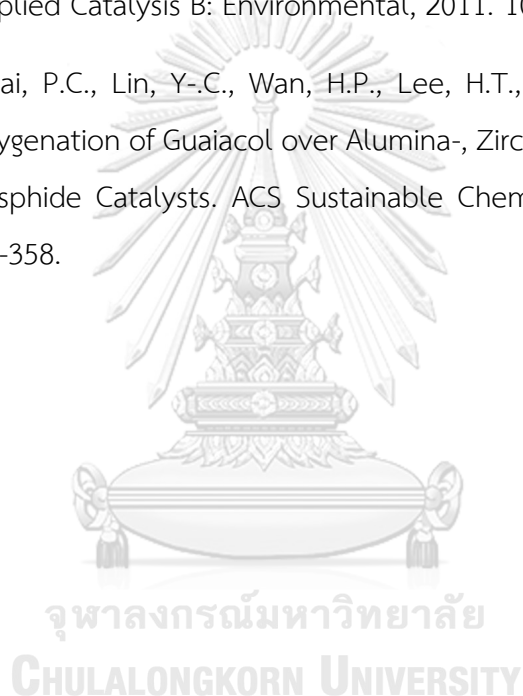 pplied Catalysis B: Environmental, 2011. 10
ai, P.C., Lin, Y-.C., Wan, H.P., Lee, H.T.,
ygenation of Guaiacol over Alumina-, Zirc
sphide Catalysts. ACS Sustainable Chem
-358.
จุฬาลงกรณ์มหาวิทยาลัย
CHULALONGKORN UNIVERSITY